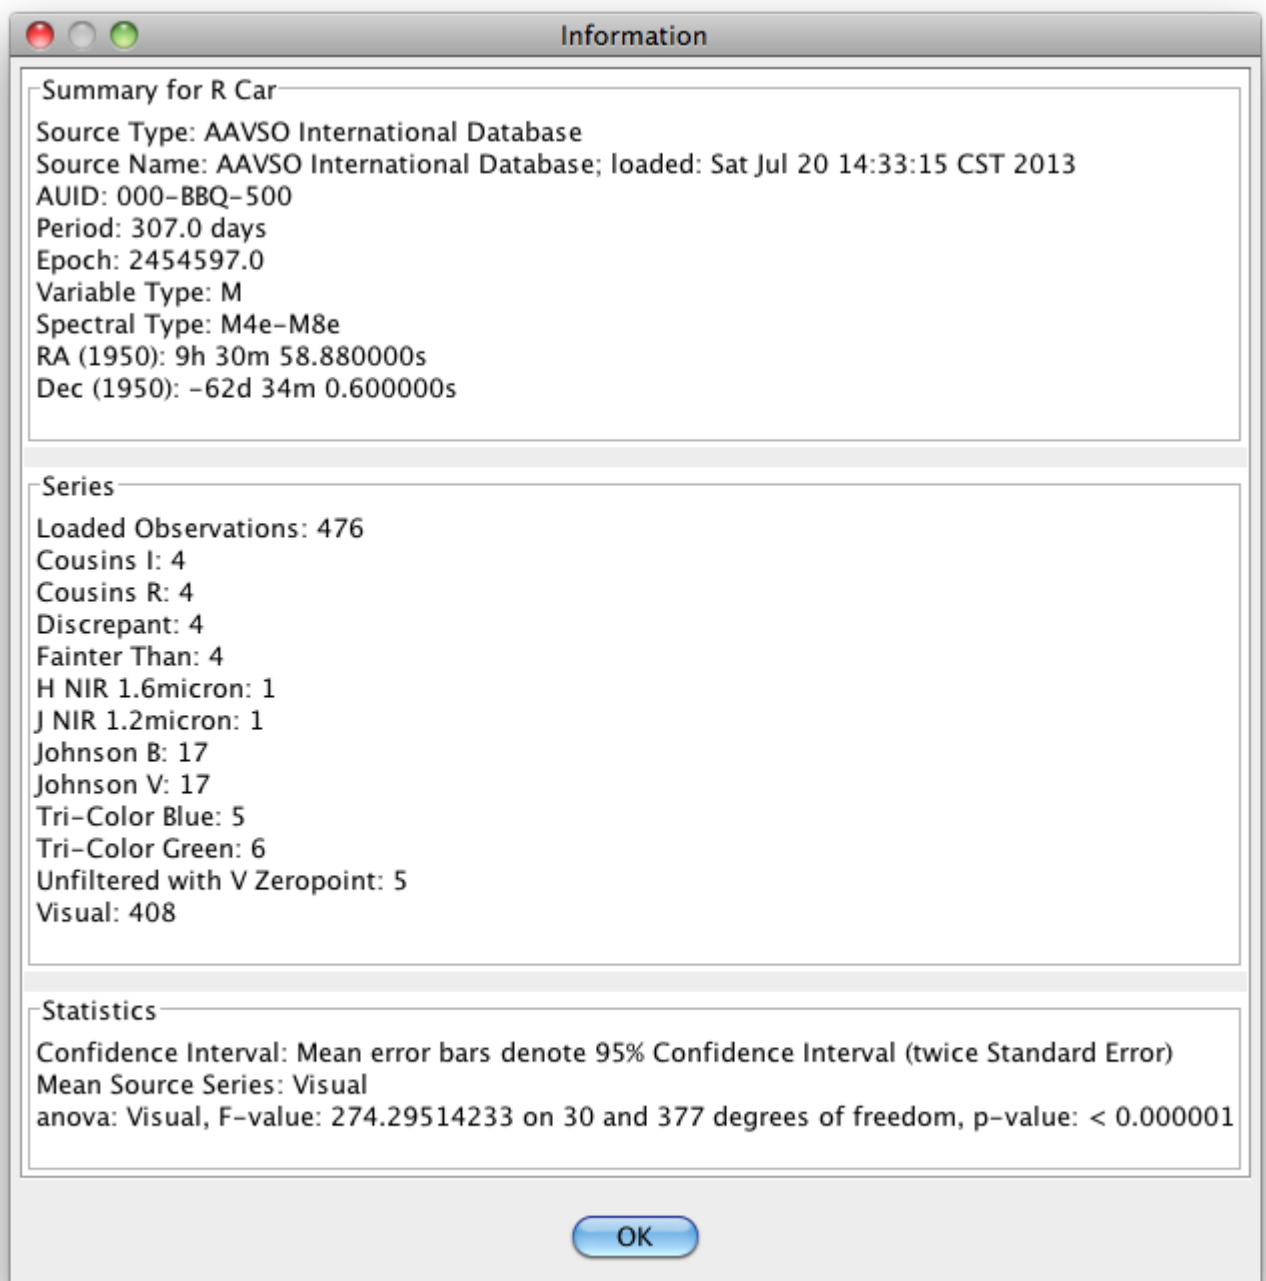 Information
Summary for R Car
Source Type: AAVSO International Database
Source Name: AAVSO International Database; loaded: Sat Jul 20 14:33:15 CST 2013
AUID: 000-BBQ-500
Period: 307.0 days
Epoch: 2454597.0
Variable Type: M
Spectral Type: M4e-M8e
RA (1950): 9h 30m 58.880000s
Dec (1950): -62d 34m 0.600000s
Series
Loaded Observations: 476
Cousins I: 4
Cousins R: 4
Discrepant: 4
Fainter Than: 4
H NIR 1.6micron: 1
J NIR 1.2micron: 1
Johnson B: 17
Johnson V: 17
Tri-Color Blue: 5
Tri-Color Green: 6
Unfiltered with V Zeropoint: 5
Visual: 408
Statistics
Confidence Interval: Mean error bars denote 95% Confidence Interval (twice Standard Error)
Mean Source Series: Visual
anova: Visual, F-value: 274.29514233 on 30 and 377 degrees of freedom, p-value: < 0.000001
OK